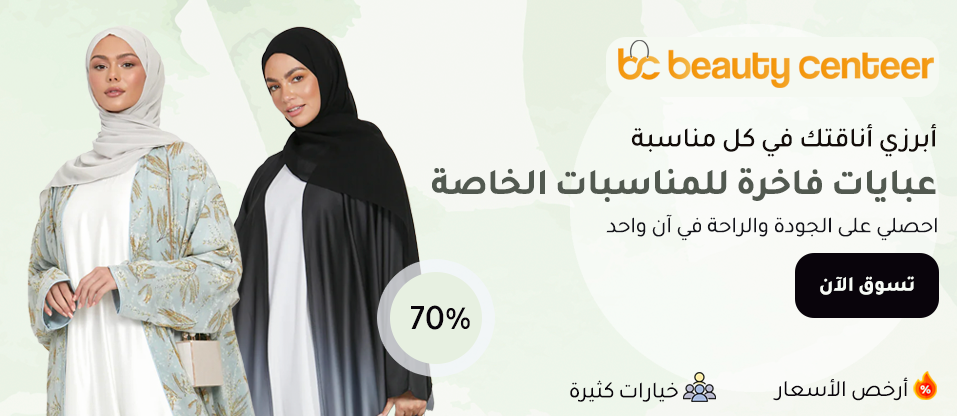 bc beauty centeer
أبرزي أناقتك في كل مناسبة
عبايات فاخرة للمناسبات الخاصة
احصلي على الجودة والراحة في آن واحد
تسوق الآن
70%
% أرخص الأسعار
خيارات كثيرة